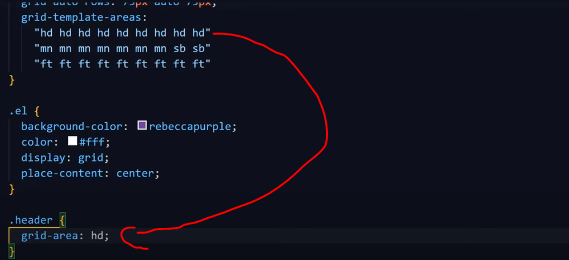 grid-auto-rows: 75px auto 75px;
grid-template-areas:
"hd hd hd hd hd hd hd hd hd"
"mn mn mn mn mn mn mn sb sb"
"ft ft ft ft ft ft ft ft ft"
}
.el {
background-color: rebeccapurple;
color: #fff;
display: grid;
place-content: center;
}
.header {
grid-area: hd;
}